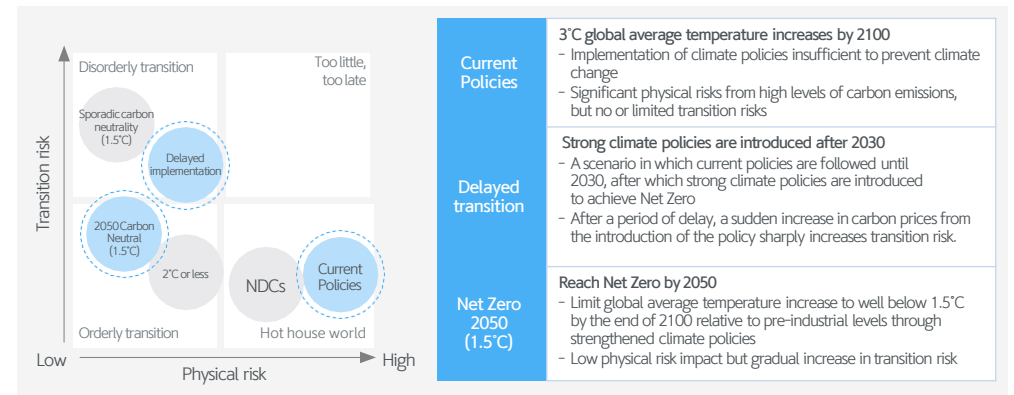 Transition risk
Disorderly transition
Too little,
too late
Sporadic carbon
neutrality
(1.5˚C)
Delayed
implementation
2050 Carbon
Neutral
(1.5˚C)
2˚C or less
NDCs
Current
Policies
Orderly transition
Hot house world
Low
High
Physical risk
Current
Policies
3˚C global average temperature increases by 2100
- Implementation of climate policies insufficient to prevent climate
change
- Significant physical risks from high levels of carbon emissions,
but no or limited transition risks
Delayed
transition
Strong climate policies are introduced after 2030
- A scenario in which current policies are followed until
2030, after which strong climate policies are introduced
to achieve Net Zero
- After a period of delay, a sudden increase in carbon prices from
the introduction of the policy sharply increases transition risk.
Net Zero
2050
(1.5˚C)
Reach Net Zero by 2050
- Limit global average temperature increase to well below 1.5˚C
by the end of 2100 relative to pre-industrial levels through
strengthened climate policies
- Low physical risk impact but gradual increase in transition risk